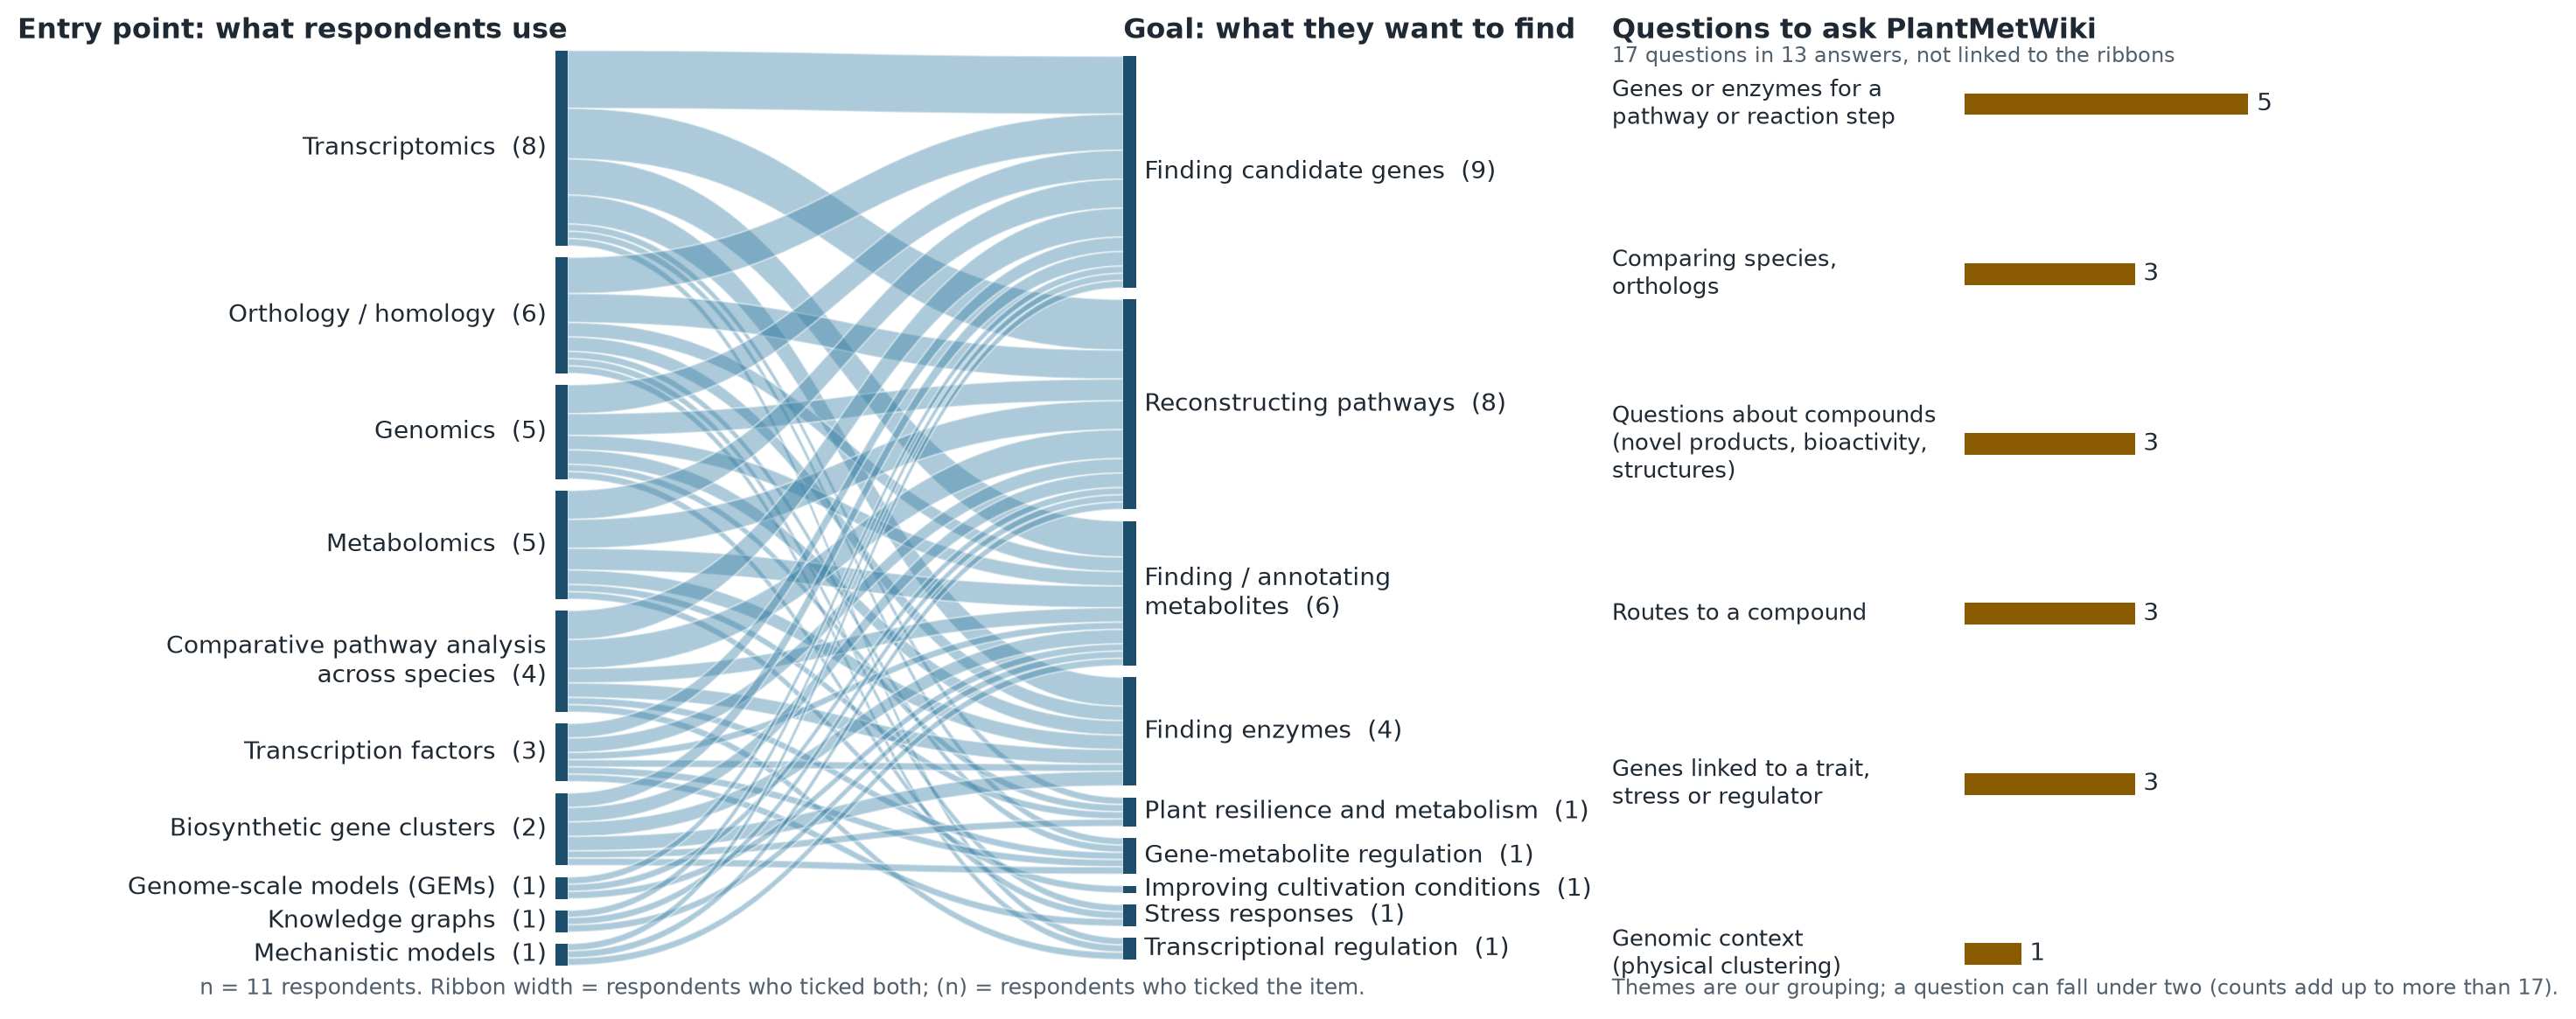 Entry point: what respondents use
Transcriptomics (8)
Orthology / homology (6)
Genomics (5)
Metabolomics (5)
Comparative pathway analysis
across species (4)
Transcription factors (3)
Biosynthetic gene clusters (2)
Genome-scale models (GEMs) (1)
Knowledge graphs (1)
Mechanistic models (1)
Goal: what they want to find
Finding candidate genes (9)
Reconstructing pathways (8)
Finding / annotating
metabolites (6)
Finding enzymes (4)
Plant resilience and metabolism (1)
Gene-metabolite regulation (1)
Improving cultivation conditions (1)
Stress responses (1)
Transcriptional regulation (1)
n = 11 respondents. Ribbon width = respondents who ticked both; (n) = respondents who ticked the item.
Questions to ask PlantMetWiki
17 questions in 13 answers, not linked to the ribbons
Genes or enzymes for a
pathway or reaction step
5
Comparing species,
orthologs
3
Questions about compounds
(novel products, bioactivity,
structures)
3
Routes to a compound
3
Genes linked to a trait,
stress or regulator
3
Genomic context
(physical clustering)
1
Themes are our grouping; a question can fall under two (counts add up to more than 17).